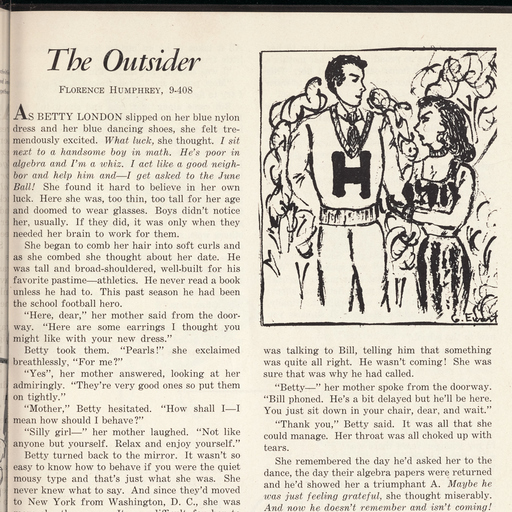 The Outsider
FLORENCE HUMPHREY, 9-408
AS BETTY LONDON slipped on her blue nylon
dress and her blue dancing shoes, she felt tre-
mendously excited. What luck, she thought. I sit
next to a handsome boy in math. He's poor in
algebra and I'm a whiz. I act like a good neigh-
bor and help him and—I get asked to the June
Ball! She found it hard to believe in her own
luck. Here she was, too thin, too tall for her age
and doomed to wear glasses. Boys didn't notice
her, usually. If they did, it was only when they
needed her brain to work for them.
She began to comb her hair into soft curls and
as she combed she thought about her date. He
was tall and broad-shouldered, well-built for his
favorite pastime—athletics. He never read a book
unless he had to. This past season he had been
the school football hero.
"Here, dear," her mother said from the door-
way. "Here are some earrings I thought you
might like with your new dress."
Betty took them. "Pearls!" she exclaimed
breathlessly, "For me?"
"Yes", her mother answered, looking at her
admiringly. "They're very good ones so put them
on tightly."
"Mother," Betty hesitated. "How shall I—I
mean how should I behave?"
"Silly girl—" her mother laughed. "Not like
anyone but yourself. Relax and enjoy yourself."
Betty turned back to the mirror. It wasn't so
easy to know how to behave if you were the quiet
mousy type and that's just what she was. She
never knew what to say. And since they'd moved
to New York from Washington, D. C., she was
H
was talking to Bill, telling him that something
was quite all right. He wasn't coming! She was
sure that was why he had called.
"Betty—" her mother spoke from the doorway.
"Bill phoned. He's a bit delayed but he'll be here.
You just sit down in your chair, dear, and wait."
"Thank you," Betty said. It was all that she
could manage. Her throat was all choked up with
tears.
She remembered the day he'd asked her to the
dance, the day their algebra papers were returned
and he'd showed her a triumphant A. Maybe he
was just feeling grateful, she thought miserably.
And now he doesn't remember and isn't coming!